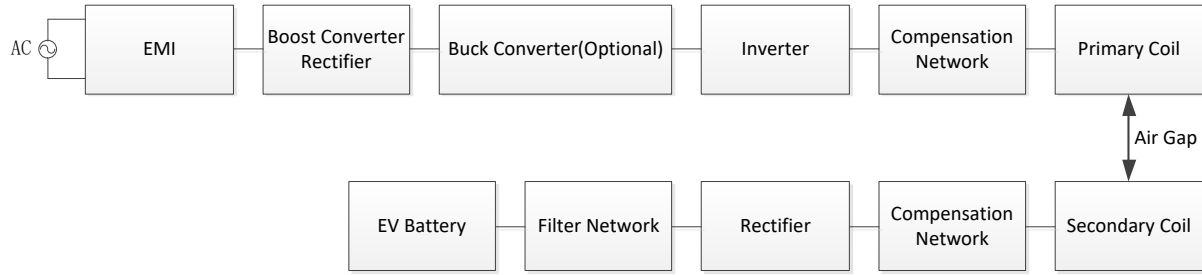 AC
EMI
Boost Converter
Rectifier
Buck Converter(Optional)
Inverter
Compensation
Network
Primary Coil
Air Gap
EV Battery
Filter Network
Rectifier
Compensation
Network
Secondary Coil